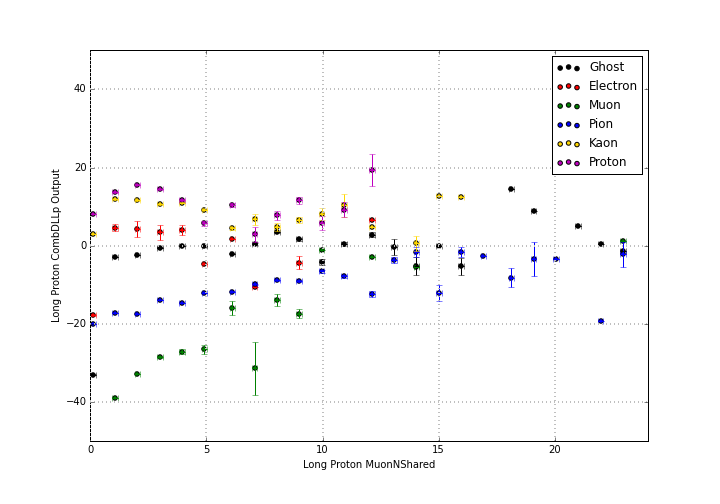 Ghost
Electron
Muon
Pion
Kaon
Proton
40
20
0
−20
−40
Long Proton CombDLLp Output
0
5
10
15
20
Long Proton MuonNShared